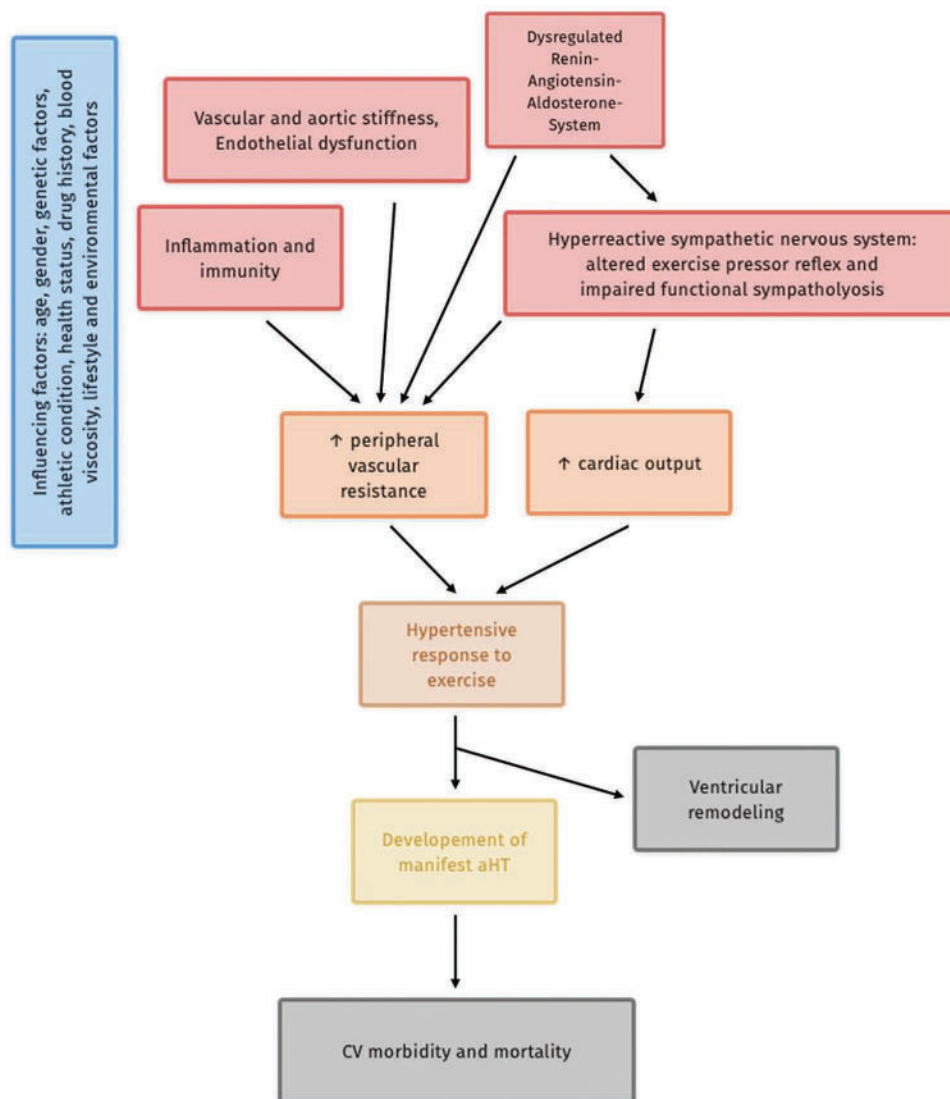 Influencing factors: age, gender, genetic factors,
athletic condition, health status, drug history, blood
viscosity, lifestyle and environmental factors
Dysregulated
Renin-
Angiotensin-
Aldosterone-
System
Vascular and aortic stiffness,
Endothelial dysfunction
Inflammation and
immunity
Hyperreactive sympathetic nervous system:
altered exercise pressor reflex and
impaired functional sympatholyosis
↑ peripheral
vascular
resistance
↑ cardiac output
Hypertensive
response to
exercise
Ventricular
remodeling
Developement of
manifest aHT
CV morbidity and mortality